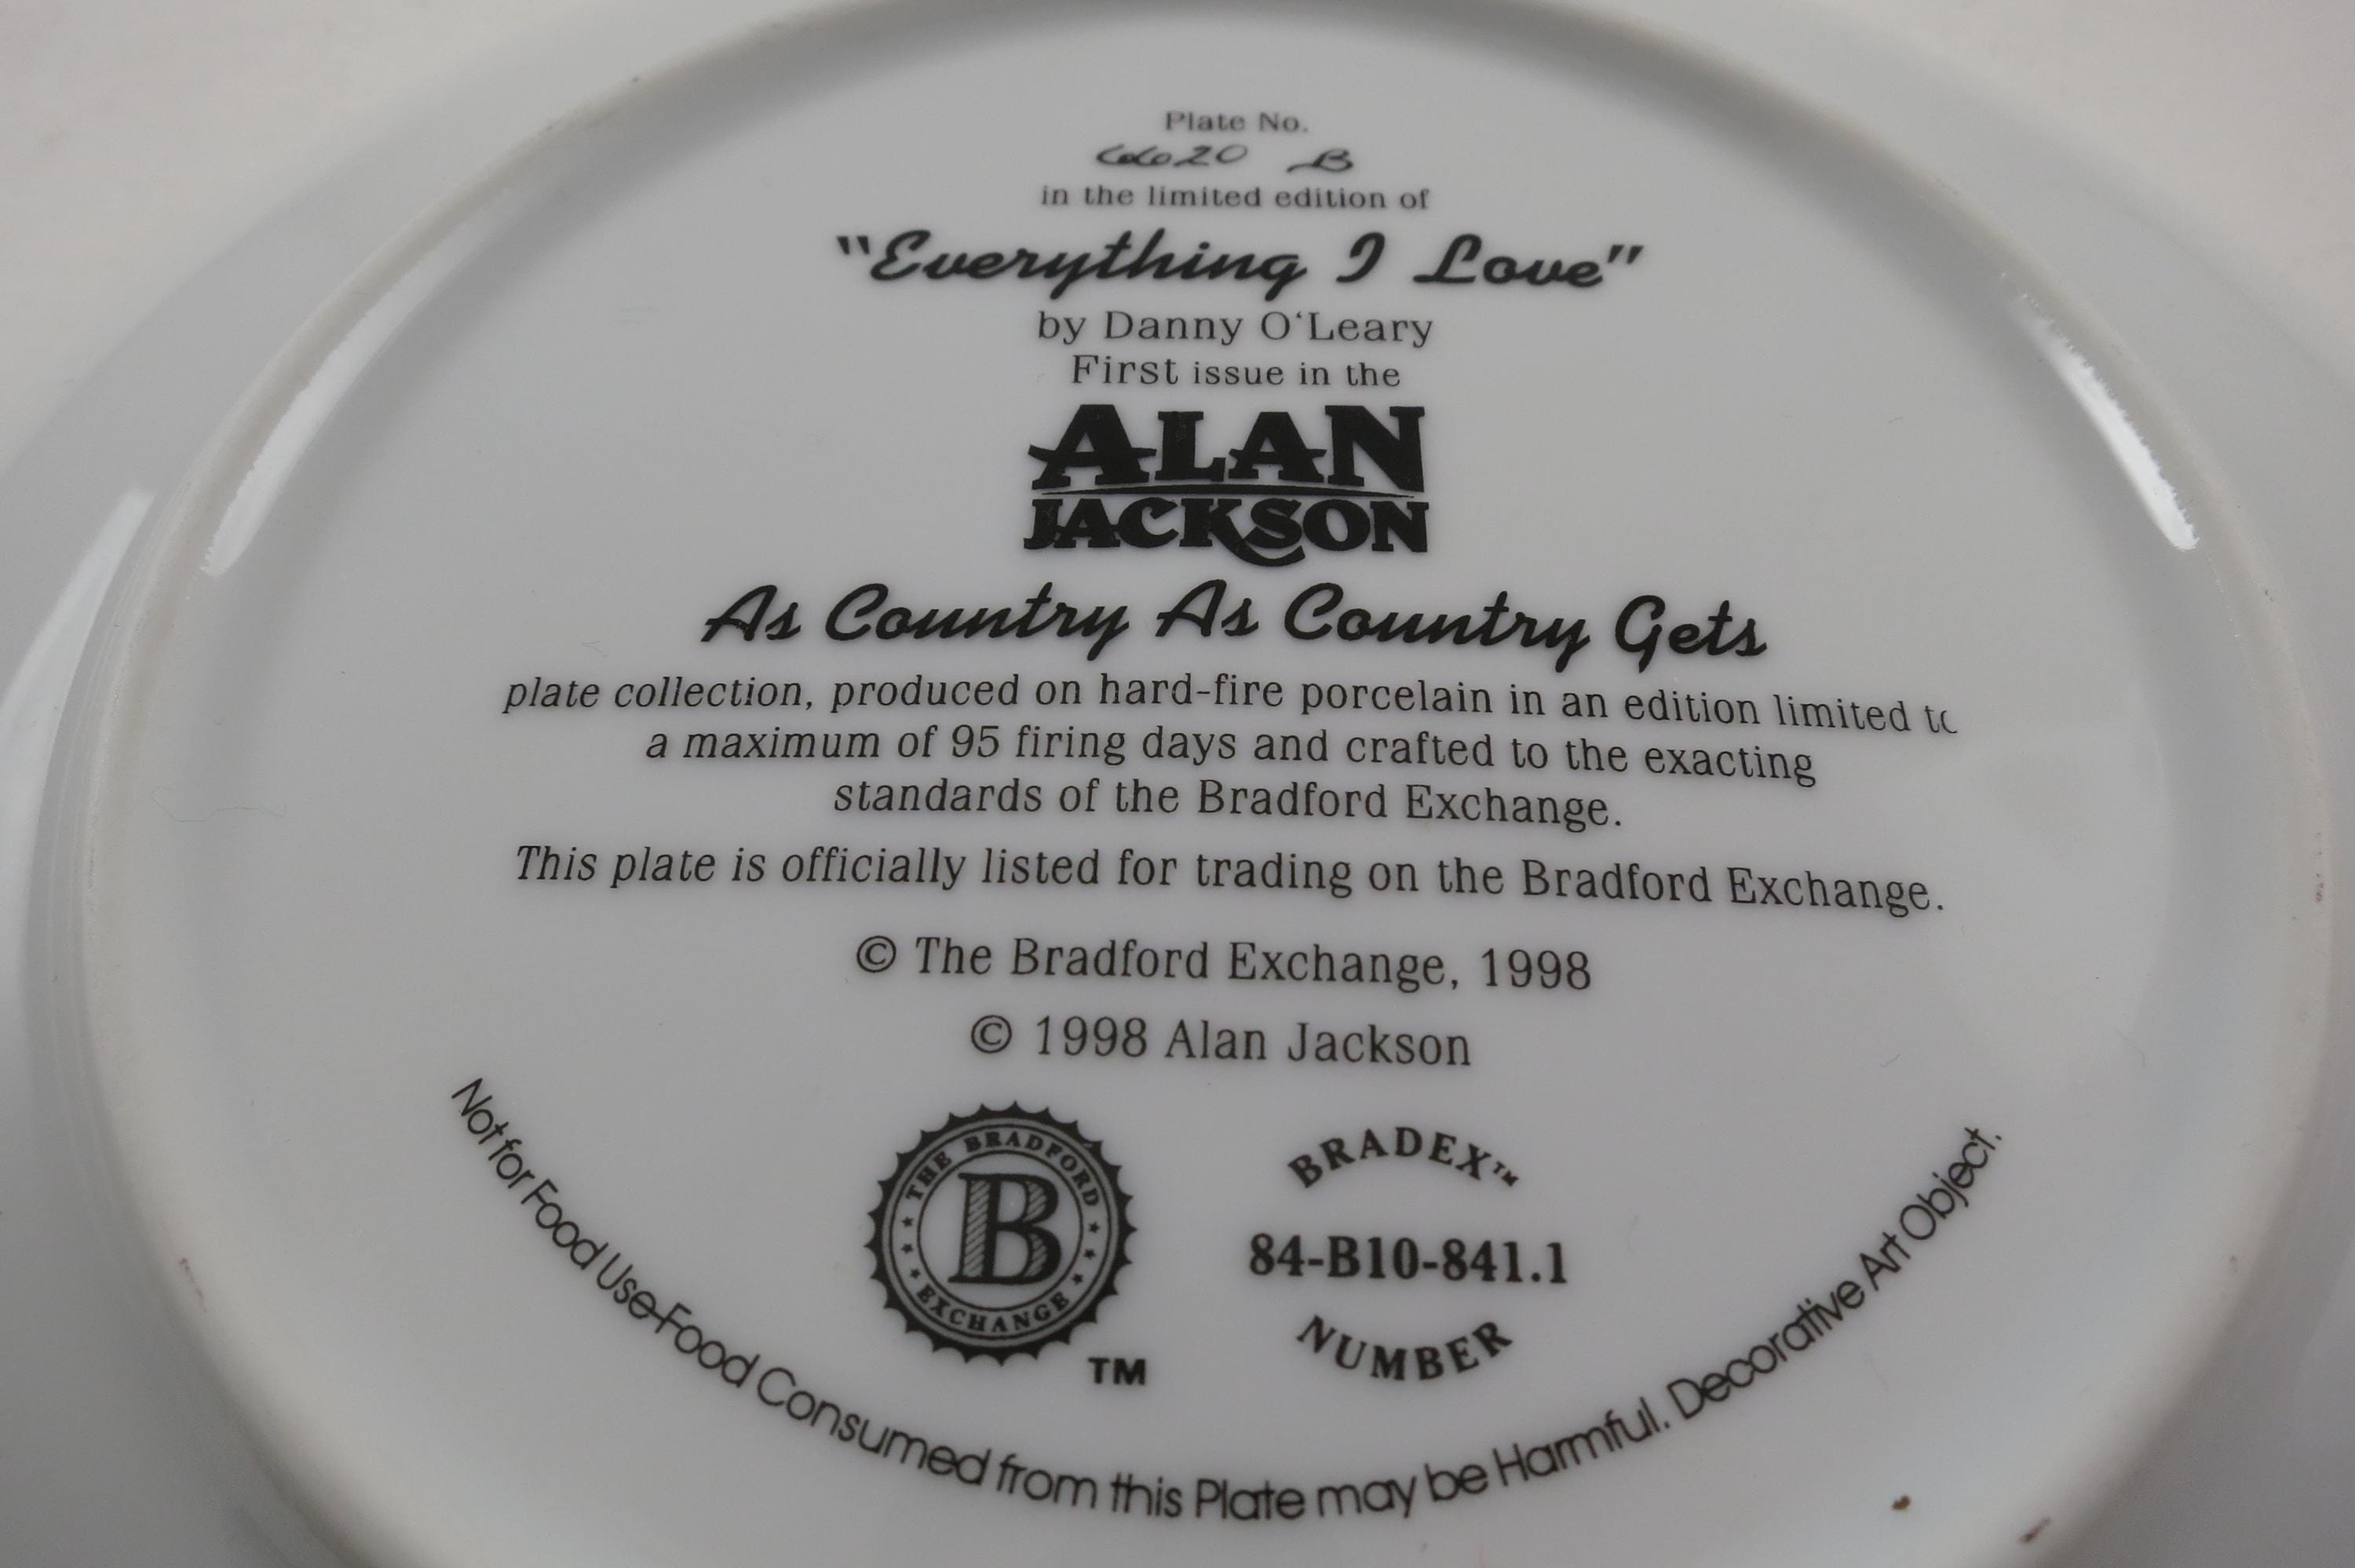 Plate No.
6620 B
in the limited edition of
"Everything I Love"
by Danny O'Leary
First issue in the
ALAN
JACKSON
As Country As Country Gets
plate collection, produced on hard-fire porcelain in an edition limited to
a maximum of 95 firing days and crafted to the exacting
standards of the Bradford Exchange.
This plate is officially listed for trading on the Bradford Exchange.
© The Bradford Exchange, 1998
© 1998 Alan Jackson
THE BRADFORD
B
EXCHANGE
TM
BRADEX™
84-B10-841.1
NUMBER
Not for Food Use-Food Consumed from this Plate may be Harmful. Decorative Art Object.